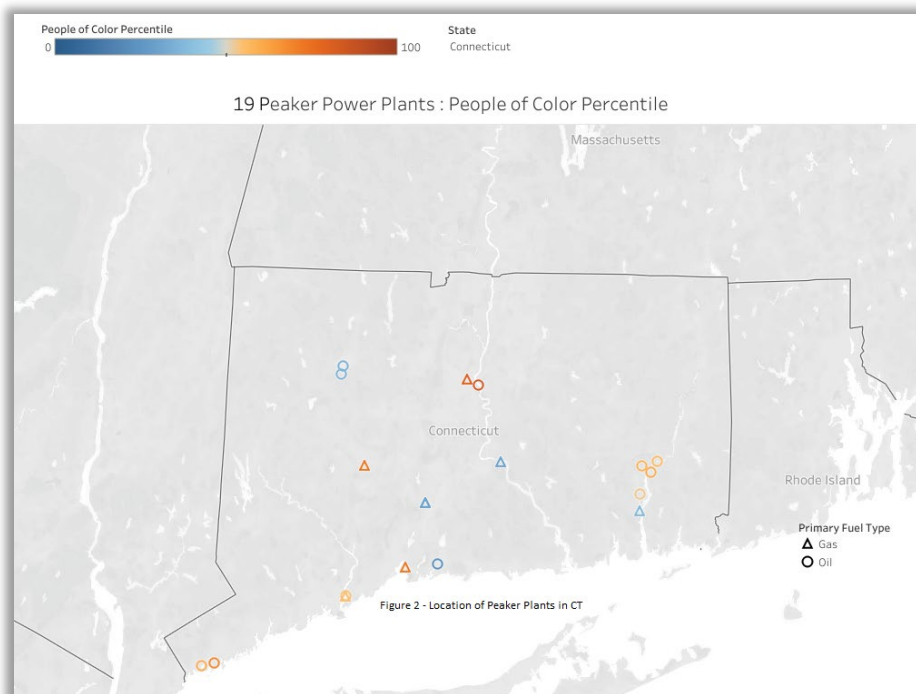 People of Color Percentile
0 100
State
Connecticut
19 Peaker Power Plants : People of Color Percentile
Massachusetts
Connecticut
Rhode Island
Primary Fuel Type
Gas
Oil
Figure 2 - Location of Peaker Plants in CT